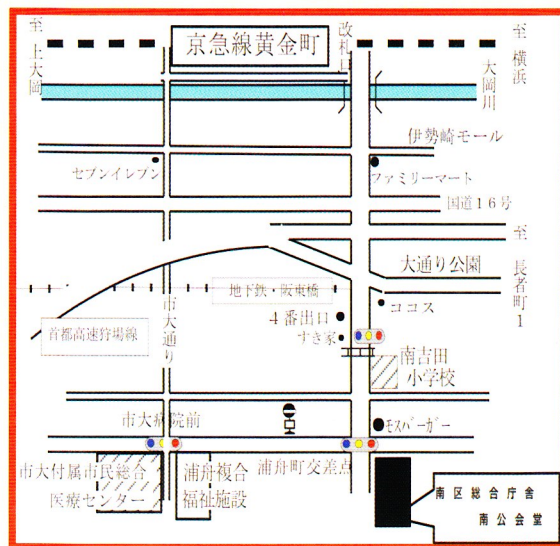 至 上大岡
京急線黄金町
改札口
至 横浜
大岡川
伊勢崎モール
セブンイレブン
ファミリーマート
国道16号
至 長者町1
大通り公園
地下鉄・阪東橋
市大通り
首都高速狩場線
ココス
4番出口
すき家
南吉田
小学校
市大病院前
モスバーガー
浦舟町交差点
市大付属市民総合
医療センター
浦舟複合
福祉施設
南区総合庁舎
南公会堂